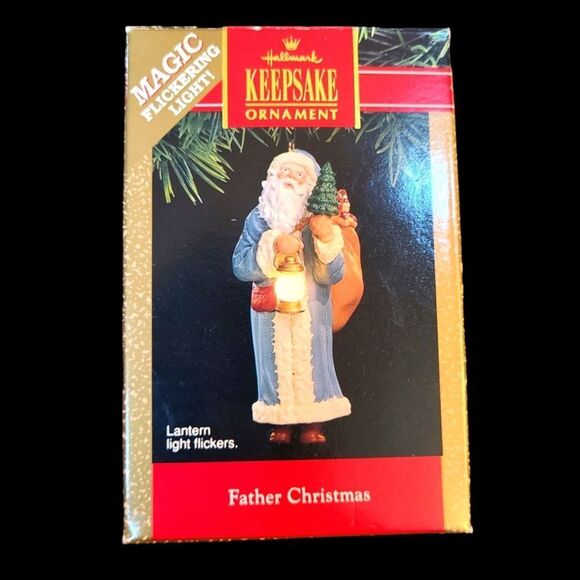 MAGIC
FLICKERING
LIGHT!
Hallmark
KEEPSAKE
ORNAMENT
Lantern
light flickers.
Father Christmas